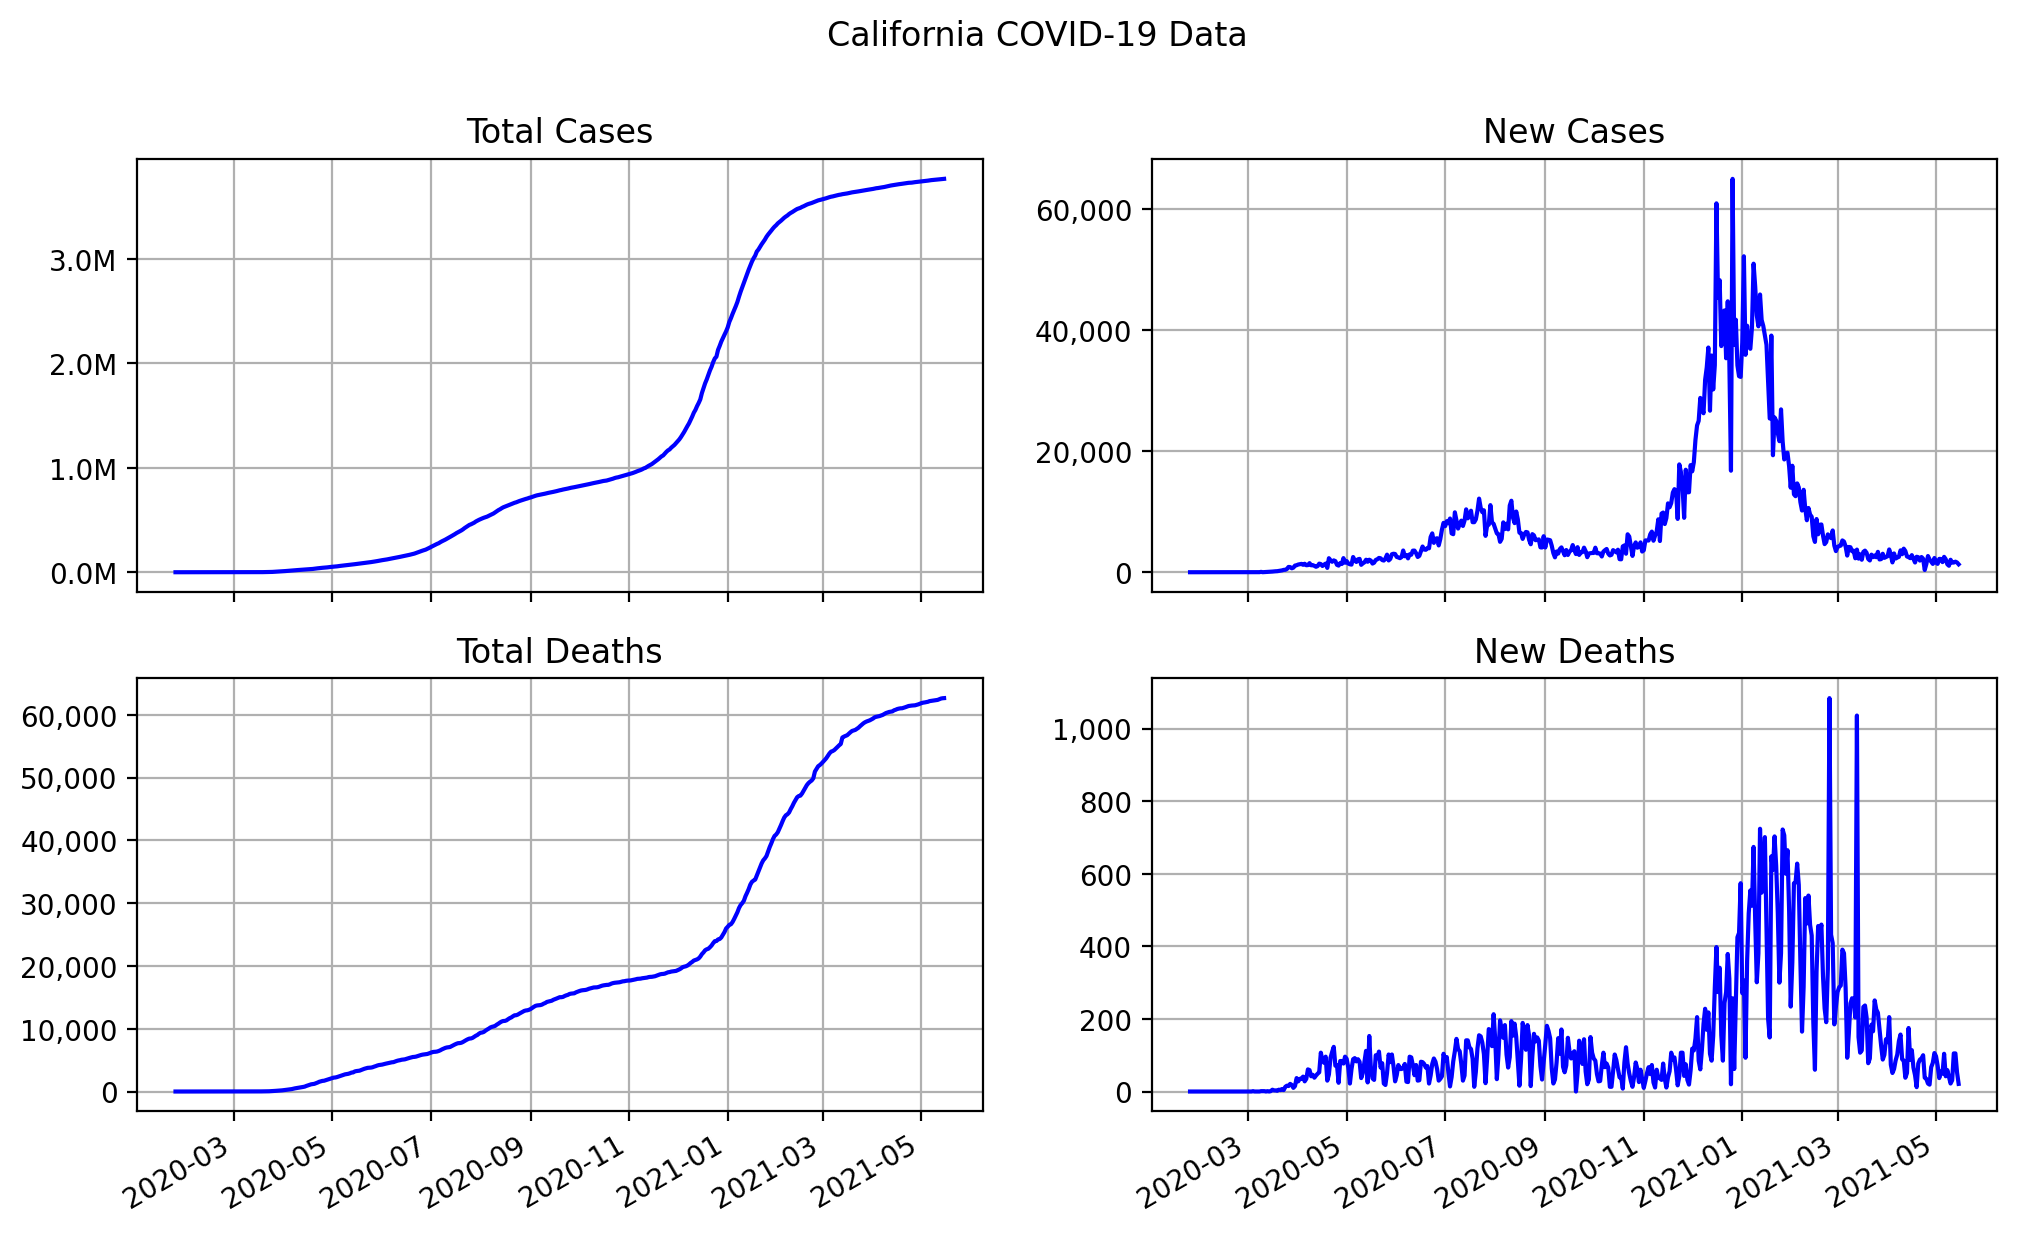 California COVID-19 Data
Total Cases
3.0M
2.0M
1.0M
0.0M
New Cases
60,000
40,000
20,000
0
Total Deaths
60,000
50,000
40,000
30,000
20,000
10,000
0
2020-03 2020-05 2020-07 2020-09 2020-11 2021-01 2021-03 2021-05
New Deaths
1,000
800
600
400
200
0
2020-03 2020-05 2020-07 2020-09 2020-11 2021-01 2021-03 2021-05